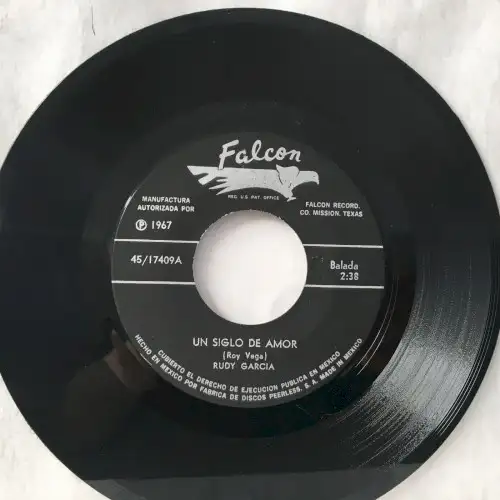 Falcon
REG. U.S. PAT. OFFICE
MANUFACTURA
AUTORIZADA POR
FALCON RECORD.
CO. MISSION, TEXAS
℗ 1967
45/17409A
Balada
2:38
UN SIGLO DE AMOR
(Roy Vega)
RUDY GARCIA
CUBIERTO EL DERECHO DE EJECUCION PUBLICA EN MEXICO
HECHO EN MEXICO POR FABRICA DE DISCOS PEERLESS, S. A. MADE IN MEXICO.